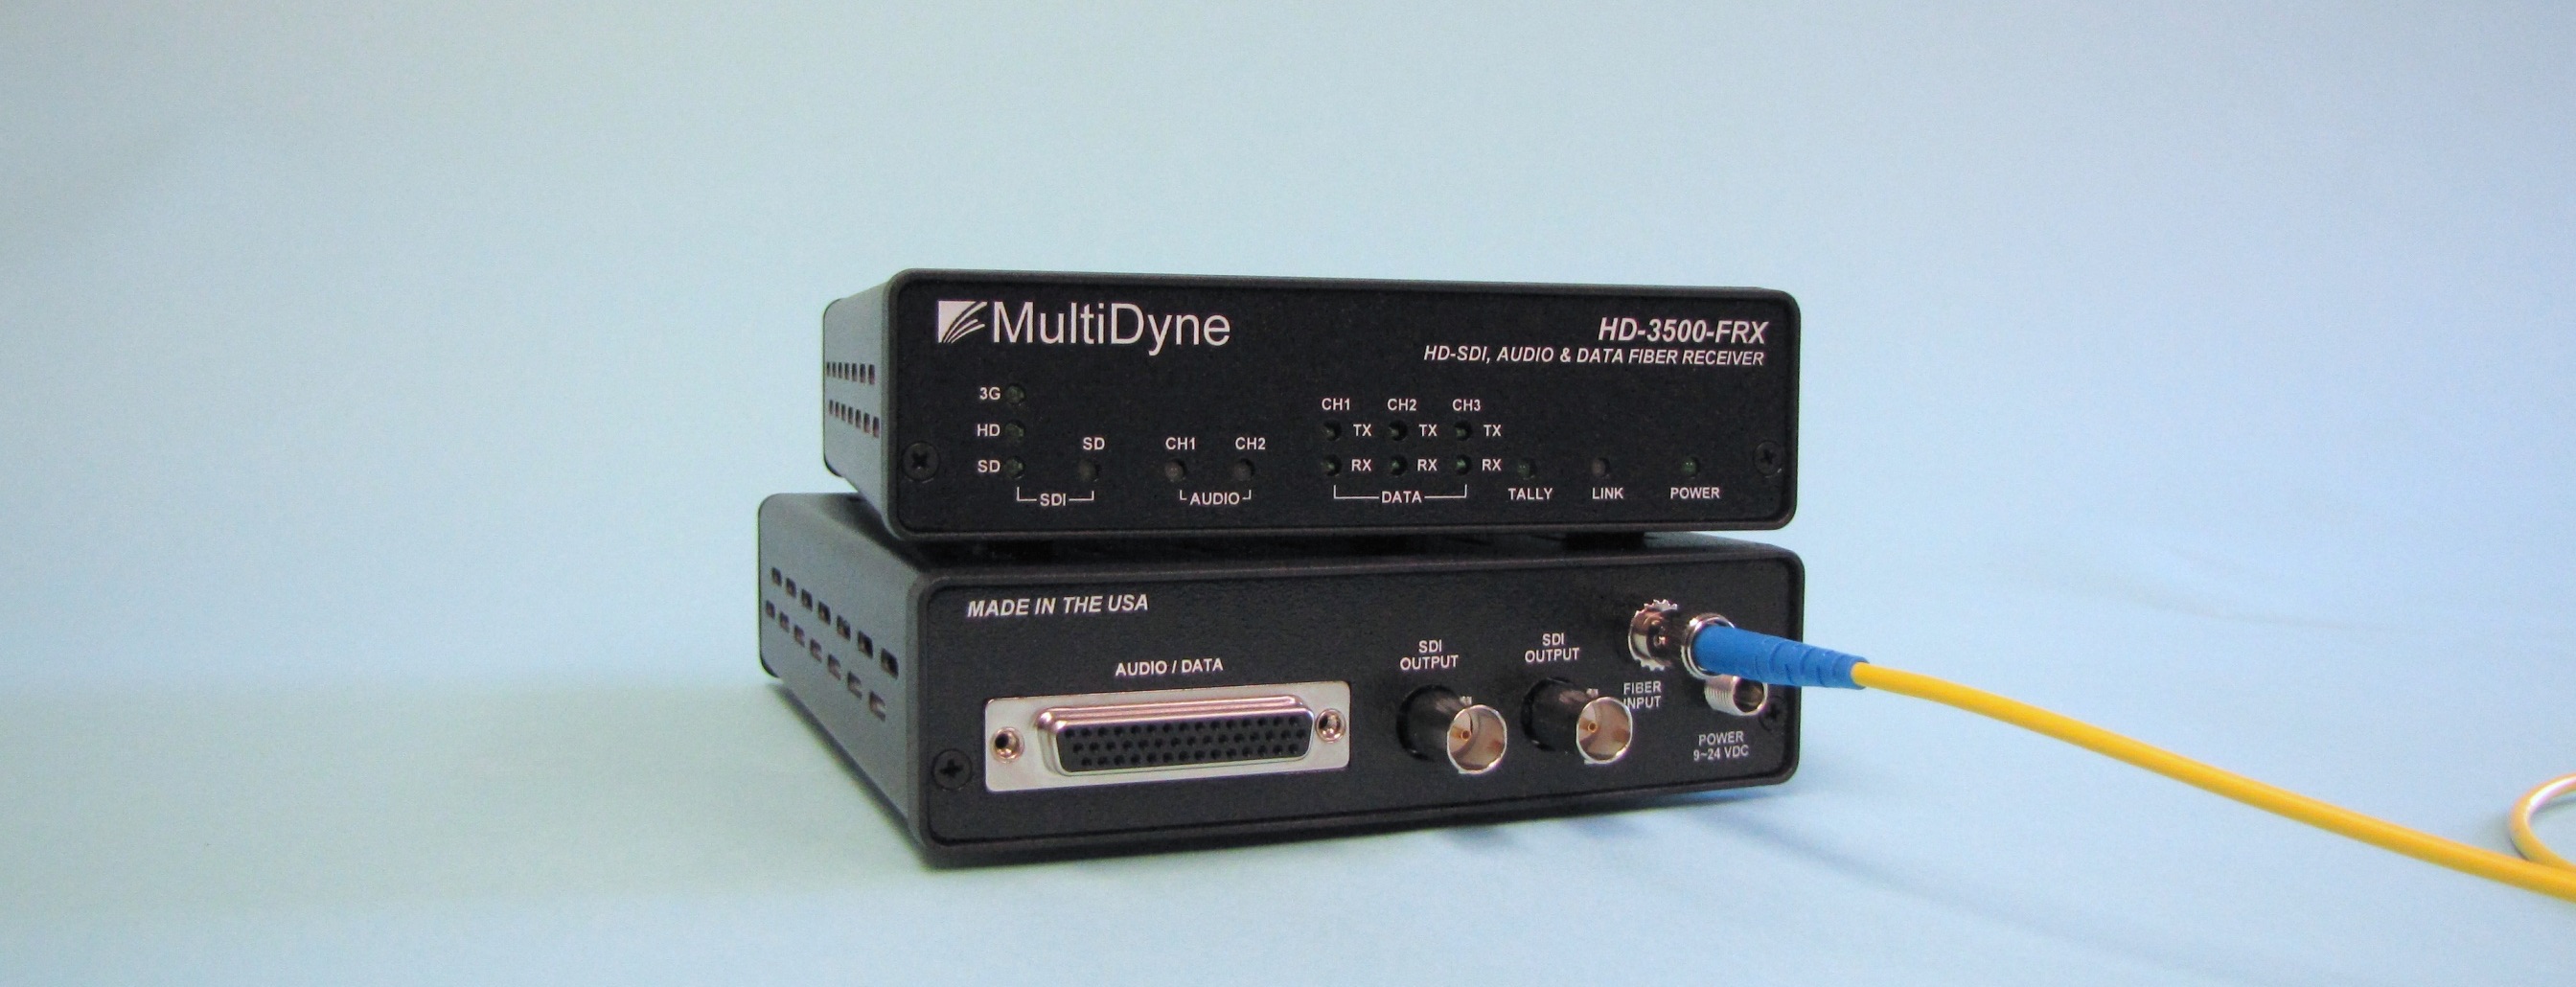 MultiDyne
HD-3500-FRX
HD-SDI, AUDIO & DATA FIBER RECEIVER
3G
HD
SD
SD
SDI
CH1 CH2
AUDIO
CH1 CH2 CH3
TX TX TX
RX RX RX
DATA
TALLY
LINK
POWER
MADE IN THE USA
AUDIO / DATA
SDI
OUTPUT
SDI
OUTPUT
FIBER
INPUT
POWER
9~24 VDC